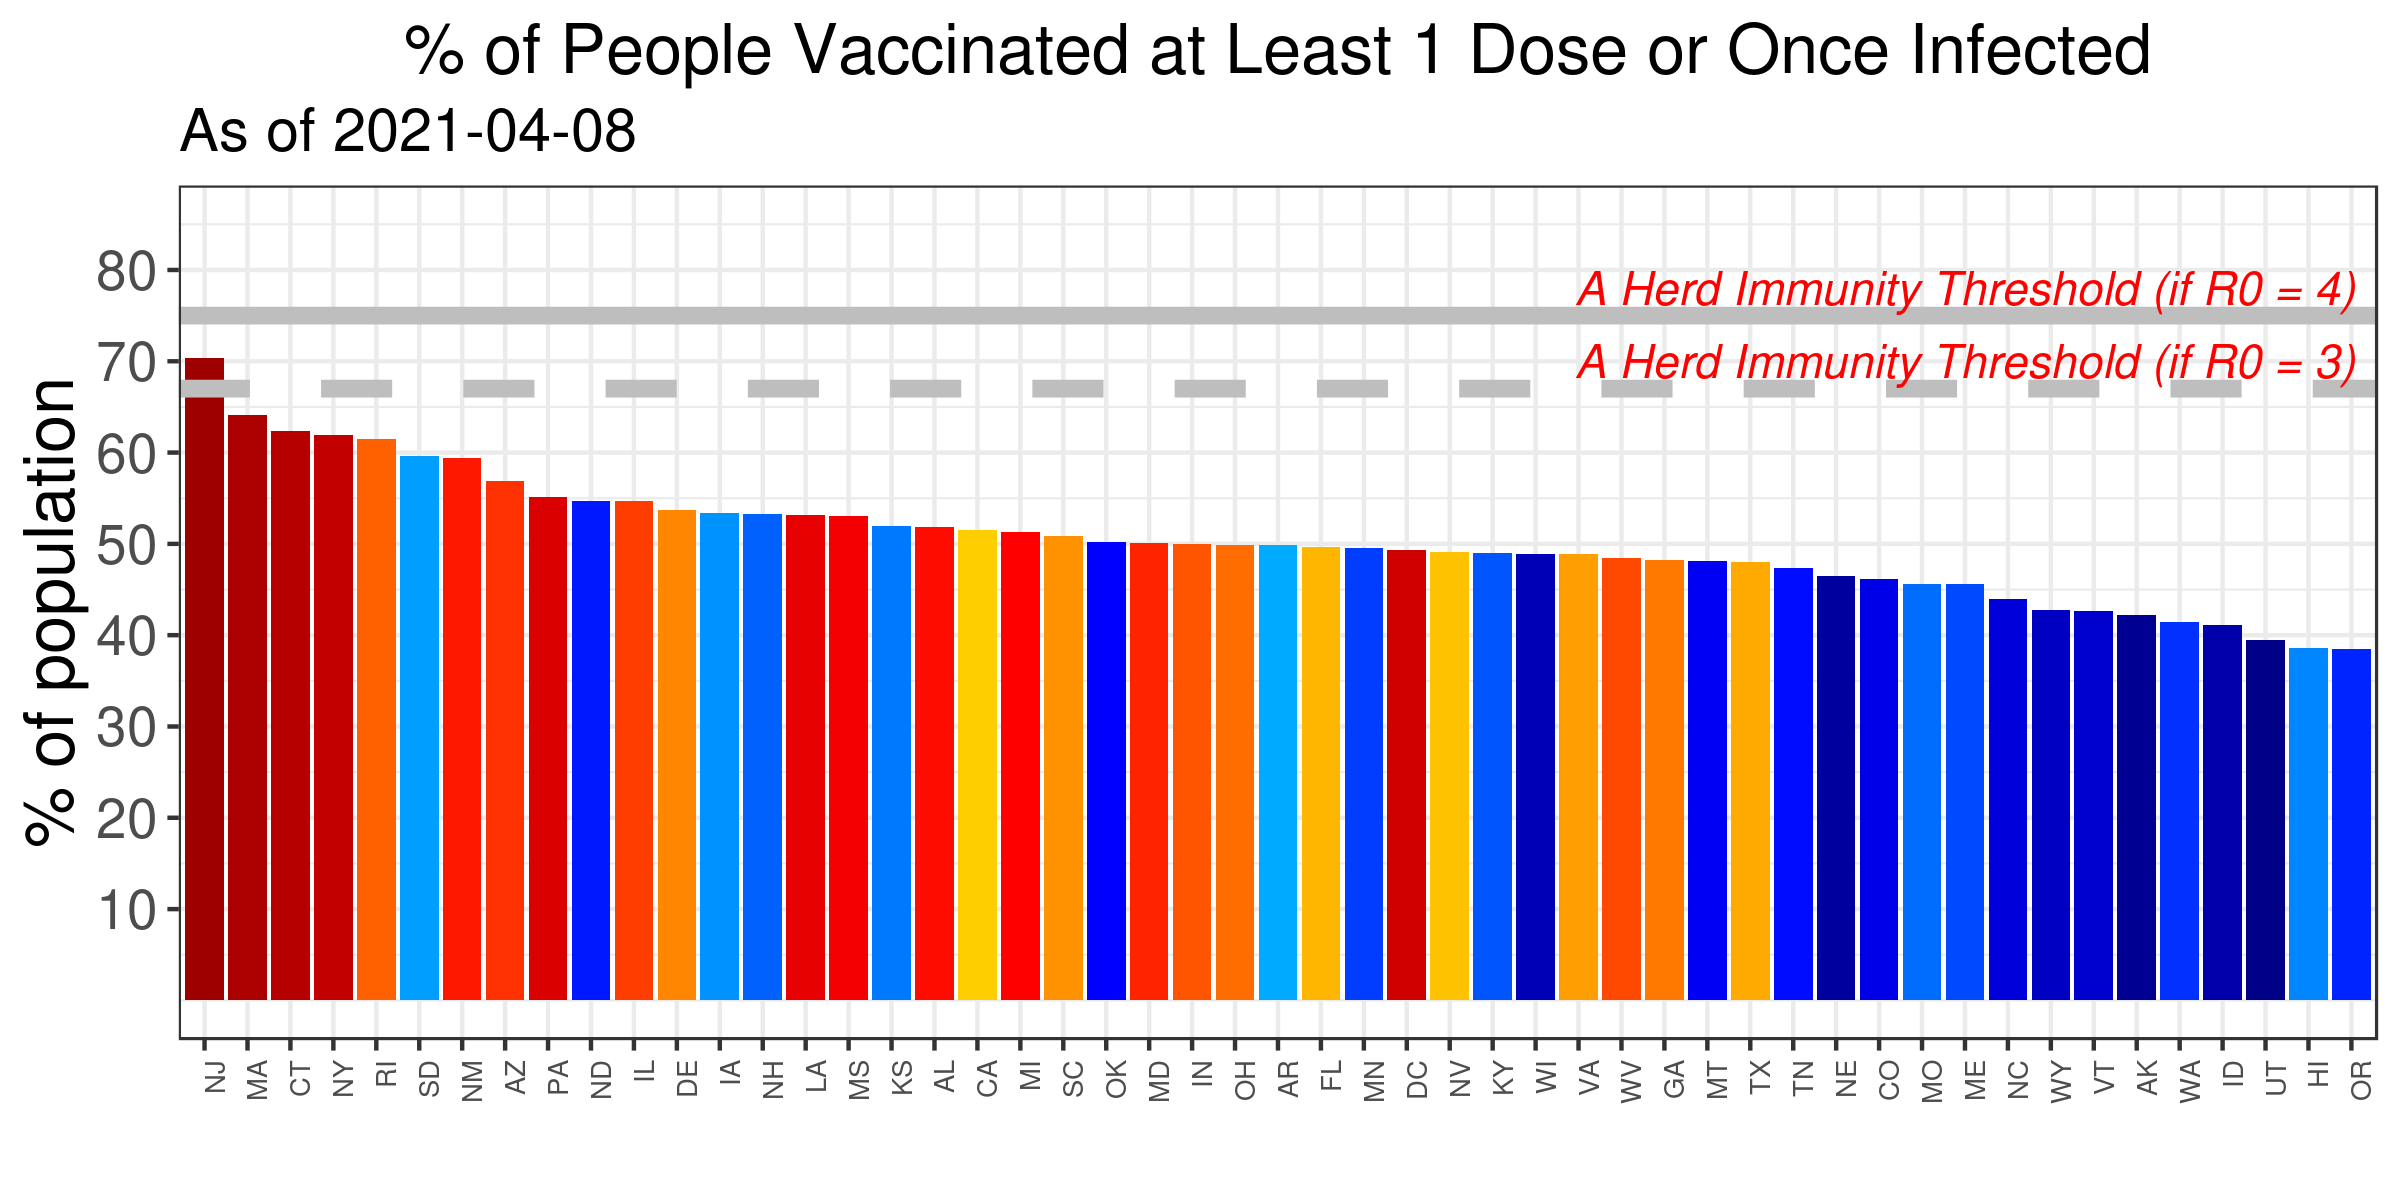 % of People Vaccinated at Least 1 Dose or Once Infected
As of 2021-04-08
% of population
80
70
60
50
40
30
20
10
A Herd Immunity Threshold (if R0 = 4)
A Herd Immunity Threshold (if R0 = 3)
NJ MA CT NY RI SD NM AZ PA ND IL DE IA NH LA MS KS AL CA MI SC OK MD IN OH AR FL MN DC NV KY WI VA WV GA MT TX TN NE CO MO ME NC WY VT AK WA ID UT HI OR